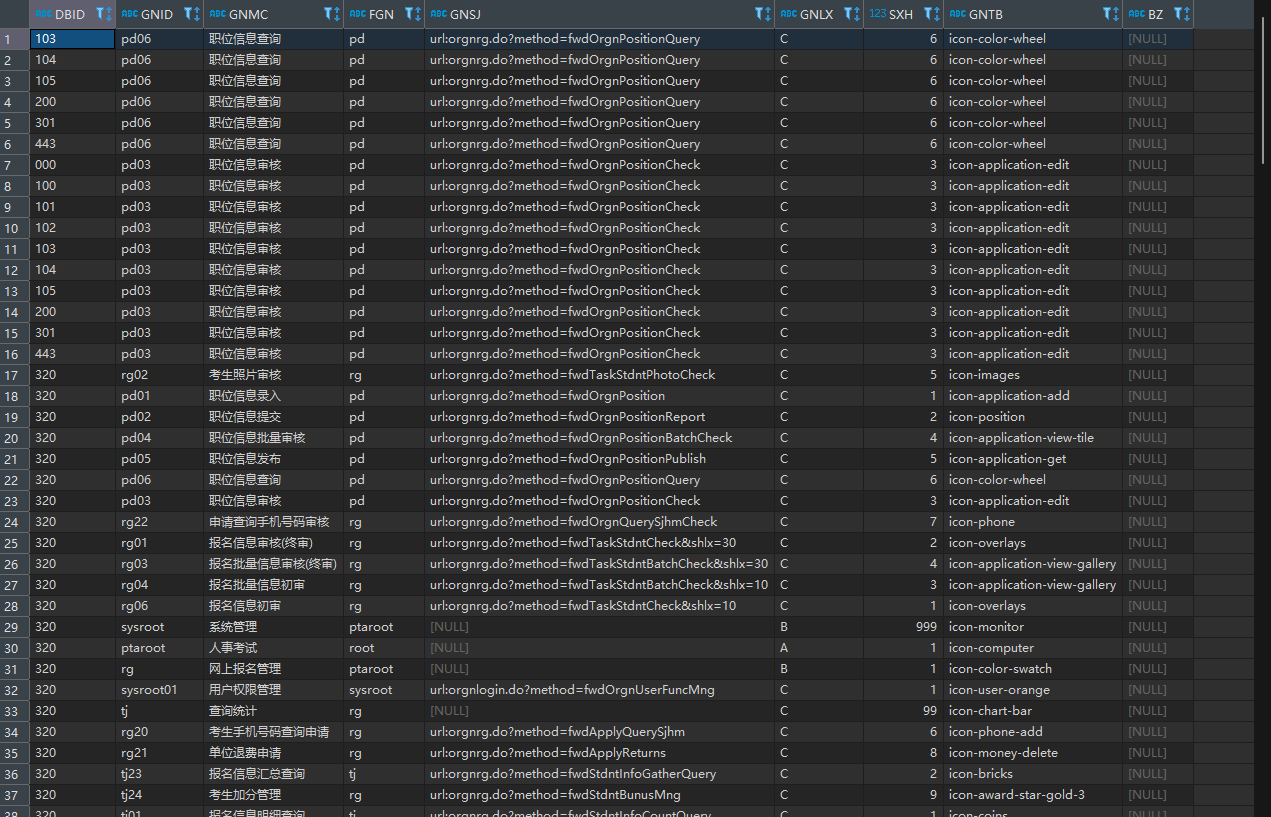 ABC DBID ABC GNID ABC GNMC ABC FGN ABC GNSJ ABC GNLX 123 SXH ABC GNTB ABC BZ
1 103 pd06 职位信息查询 pd url:orgnrg.do?method=fwdOrgnPositionQuery C 6 icon-color-wheel [NULL]
2 104 pd06 职位信息查询 pd url:orgnrg.do?method=fwdOrgnPositionQuery C 6 icon-color-wheel [NULL]
3 105 pd06 职位信息查询 pd url:orgnrg.do?method=fwdOrgnPositionQuery C 6 icon-color-wheel [NULL]
4 200 pd06 职位信息查询 pd url:orgnrg.do?method=fwdOrgnPositionQuery C 6 icon-color-wheel [NULL]
5 301 pd06 职位信息查询 pd url:orgnrg.do?method=fwdOrgnPositionQuery C 6 icon-color-wheel [NULL]
6 443 pd06 职位信息查询 pd url:orgnrg.do?method=fwdOrgnPositionQuery C 6 icon-color-wheel [NULL]
7 000 pd03 职位信息审核 pd url:orgnrg.do?method=fwdOrgnPositionCheck C 3 icon-application-edit [NULL]
8 100 pd03 职位信息审核 pd url:orgnrg.do?method=fwdOrgnPositionCheck C 3 icon-application-edit [NULL]
9 101 pd03 职位信息审核 pd url:orgnrg.do?method=fwdOrgnPositionCheck C 3 icon-application-edit [NULL]
10 102 pd03 职位信息审核 pd url:orgnrg.do?method=fwdOrgnPositionCheck C 3 icon-application-edit [NULL]
11 103 pd03 职位信息审核 pd url:orgnrg.do?method=fwdOrgnPositionCheck C 3 icon-application-edit [NULL]
12 104 pd03 职位信息审核 pd url:orgnrg.do?method=fwdOrgnPositionCheck C 3 icon-application-edit [NULL]
13 105 pd03 职位信息审核 pd url:orgnrg.do?method=fwdOrgnPositionCheck C 3 icon-application-edit [NULL]
14 200 pd03 职位信息审核 pd url:orgnrg.do?method=fwdOrgnPositionCheck C 3 icon-application-edit [NULL]
15 301 pd03 职位信息审核 pd url:orgnrg.do?method=fwdOrgnPositionCheck C 3 icon-application-edit [NULL]
16 443 pd03 职位信息审核 pd url:orgnrg.do?method=fwdOrgnPositionCheck C 3 icon-application-edit [NULL]
17 320 rg02 考生照片审核 rg url:orgnrg.do?method=fwdTaskStdntPhotoCheck C 5 icon-images [NULL]
18 320 pd01 职位信息录入 pd url:orgnrg.do?method=fwdOrgnPosition C 1 icon-application-add [NULL]
19 320 pd02 职位信息提交 pd url:orgnrg.do?method=fwdOrgnPositionReport C 2 icon-position [NULL]
20 320 pd04 职位信息批量审核 pd url:orgnrg.do?method=fwdOrgnPositionBatchCheck C 4 icon-application-view-tile [NULL]
21 320 pd05 职位信息发布 pd url:orgnrg.do?method=fwdOrgnPositionPublish C 5 icon-application-get [NULL]
22 320 pd06 职位信息查询 pd url:orgnrg.do?method=fwdOrgnPositionQuery C 6 icon-color-wheel [NULL]
23 320 pd03 职位信息审核 pd url:orgnrg.do?method=fwdOrgnPositionCheck C 3 icon-application-edit [NULL]
24 320 rg22 申请查询手机号码审核 rg url:orgnrg.do?method=fwdOrgnQuerySjhmCheck C 7 icon-phone [NULL]
25 320 rg01 报名信息审核(终审) rg url:orgnrg.do?method=fwdTaskStdntCheck&shlx=30 C 2 icon-overlays [NULL]
26 320 rg03 报名批量信息审核(终审) rg url:orgnrg.do?method=fwdTaskStdntBatchCheck&shlx=30 C 4 icon-application-view-gallery [NULL]
27 320 rg04 报名批量信息初审 rg url:orgnrg.do?method=fwdTaskStdntBatchCheck&shlx=10 C 3 icon-application-view-gallery [NULL]
28 320 rg06 报名信息初审 rg url:orgnrg.do?method=fwdTaskStdntCheck&shlx=10 C 1 icon-overlays [NULL]
29 320 sysroot 系统管理 ptaroot [NULL] B 999 icon-monitor [NULL]
30 320 ptaroot 人事考试 root [NULL] A 1 icon-computer [NULL]
31 320 rg 网上报名管理 ptaroot [NULL] B 1 icon-color-swatch [NULL]
32 320 sysroot01 用户权限管理 sysroot url:orgnlogin.do?method=fwdOrgnUserFuncMng C 1 icon-user-orange [NULL]
33 320 tj 查询统计 rg [NULL] C 99 icon-chart-bar [NULL]
34 320 rg20 考生手机号码查询申请 rg url:orgnrg.do?method=fwdApplyQuerySjhm C 6 icon-phone-add [NULL]
35 320 rg21 单位退费申请 rg url:orgnrg.do?method=fwdApplyReturns C 8 icon-money-delete [NULL]
36 320 tj23 报名信息汇总查询 tj url:orgnrg.do?method=fwdStdntInfoGatherQuery C 2 icon-bricks [NULL]
37 320 tj24 考生加分管理 rg url:orgnrg.do?method=fwdStdntBunusMng C 9 icon-award-star-gold-3 [NULL]
38 320 tj01 报名信息明细查询 tj url:orgnrg.do?method=fwdStdntInfoCountQuery C 1 icon-coins [NULL]